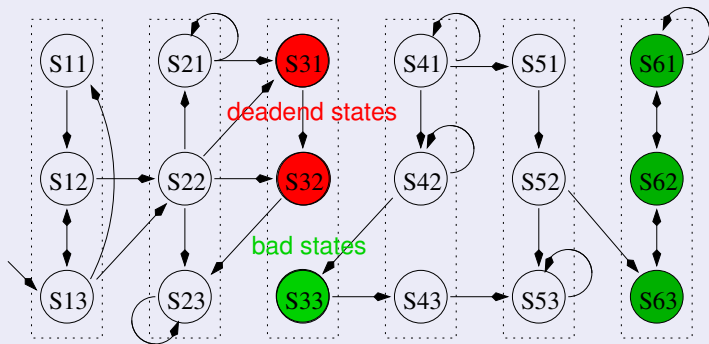 S11 S21 S31 S41 S51 S61
deadend states
S12 S22 S32 S42 S52 S62
bad states
S13 S23 S33 S43 S53 S63